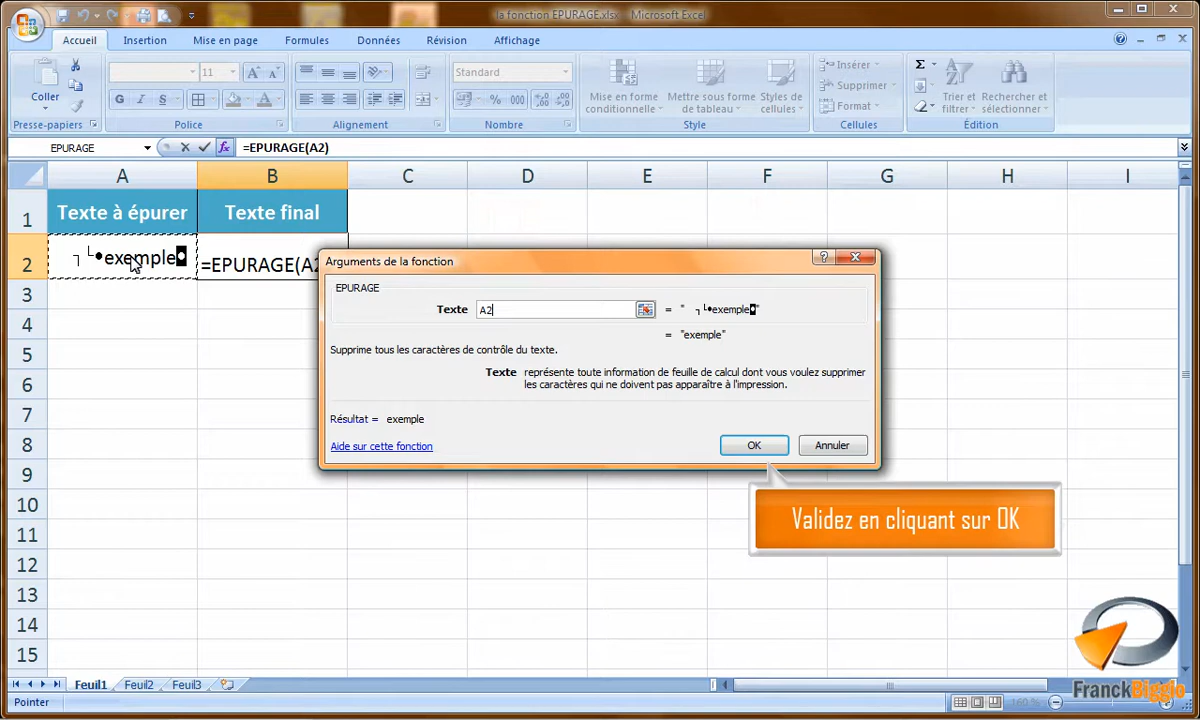 la fonction EPURAGE.xlsx - Microsoft Excel
Accueil Insertion Mise en page Formules Données Révision Affichage
11 Standard
Coller
G I S
% 000
Mise en forme conditionnelle
Mettre sous forme de tableau
Styles de cellules
Insérer
Supprimer
Format
Σ
Trier et filtrer
Rechercher et sélectionner
Presse-papiers Police Alignement Nombre Style Cellules Édition
EPURAGE fx =EPURAGE(A2)
A B C D E F G H I
1 Texte à épurer Texte final
2 ┐└•exemple◘ =EPURAGE(A2
3
4
5
6
7
8
9
10
11
12
13
14
15
Arguments de la fonction ?
EPURAGE
Texte A2 = " ┐└•exemple◘"
= "exemple"
Supprime tous les caractères de contrôle du texte.
Texte représente toute information de feuille de calcul dont vous voulez supprimer
les caractères qui ne doivent pas apparaître à l'impression.
Résultat = exemple
Aide sur cette fonction OK Annuler
Validez en cliquant sur OK
Feuil1 Feuil2 Feuil3
FranckBigglo
Pointer 160 %